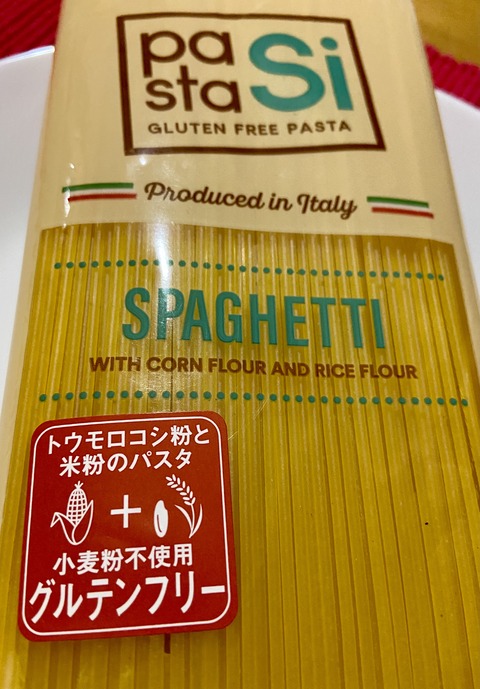 pa
sta Si
GLUTEN FREE PASTA
Produced in Italy
SPAGHETTI
WITH CORN FLOUR AND RICE FLOUR
トウモロコシ粉と
米粉のパスタ
+
小麦粉不使用
グルテンフリー